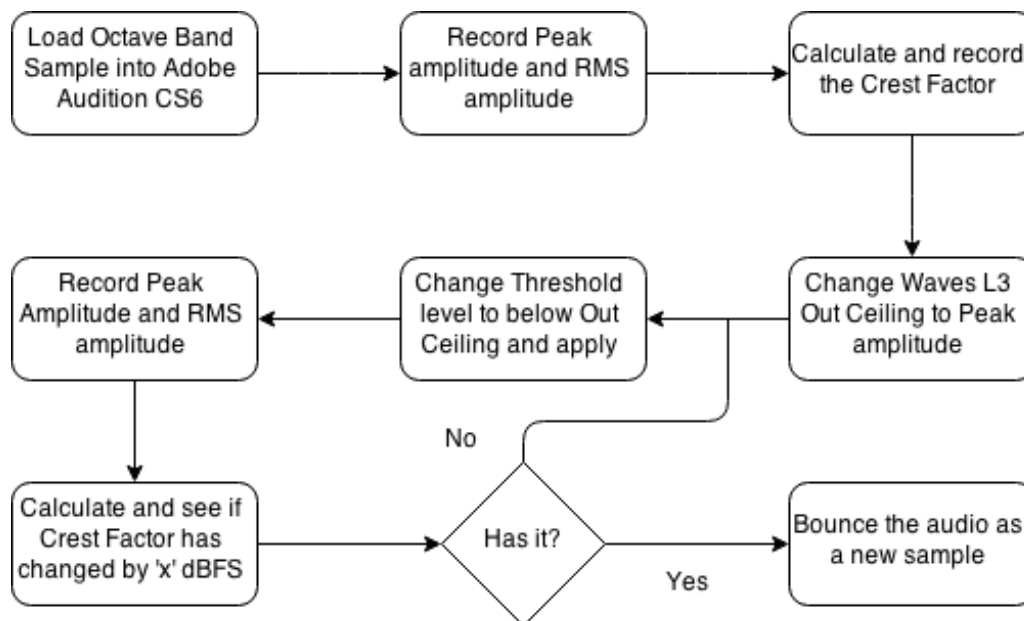 Load Octave Band
Sample into Adobe
Audition CS6
Record Peak
amplitude and RMS
amplitude
Calculate and record
the Crest Factor
Change Waves L3
Out Ceiling to Peak
amplitude
Change Threshold
level to below Out
Ceiling and apply
Record Peak
Amplitude and RMS
amplitude
Calculate and see if
Crest Factor has
changed by 'x' dBFS
Has it?
No
Yes
Bounce the audio as
a new sample